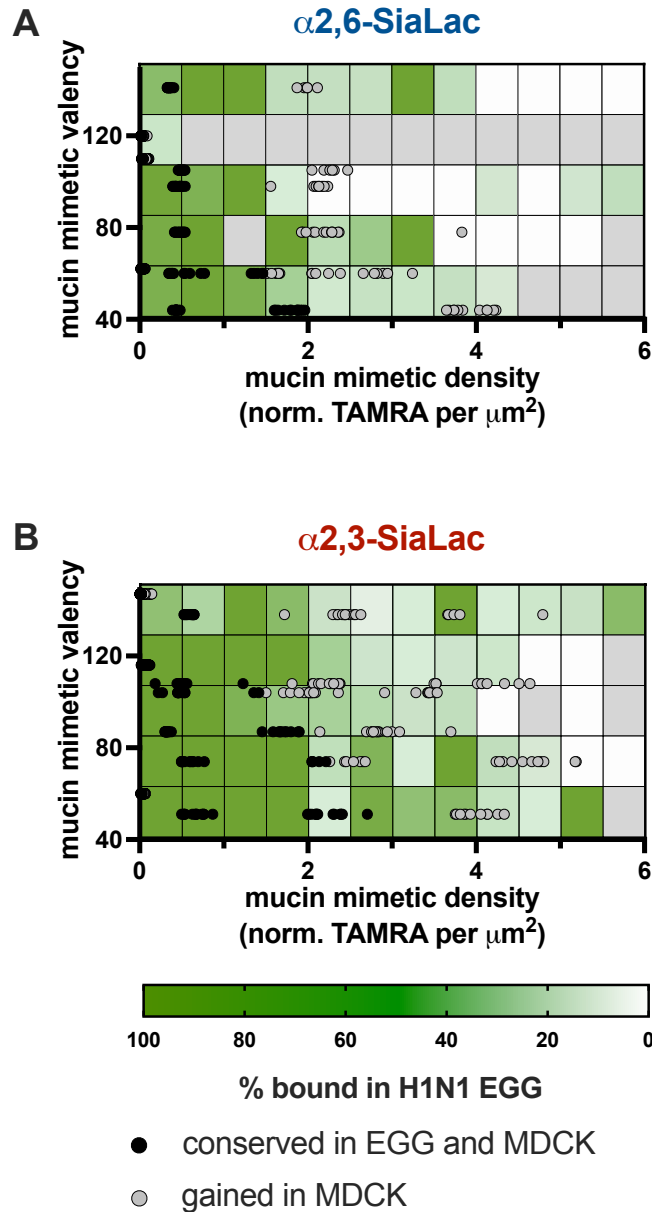 A
α2,6-SiaLac
mucin mimetic valency
120
80
40
0 2 4 6
mucin mimetic density
(norm. TAMRA per μm²)
B
α2,3-SiaLac
mucin mimetic valency
120
80
40
0 2 4 6
mucin mimetic density
(norm. TAMRA per μm²)
100 80 60 40 20 0
% bound in H1N1 EGG
conserved in EGG and MDCK
gained in MDCK